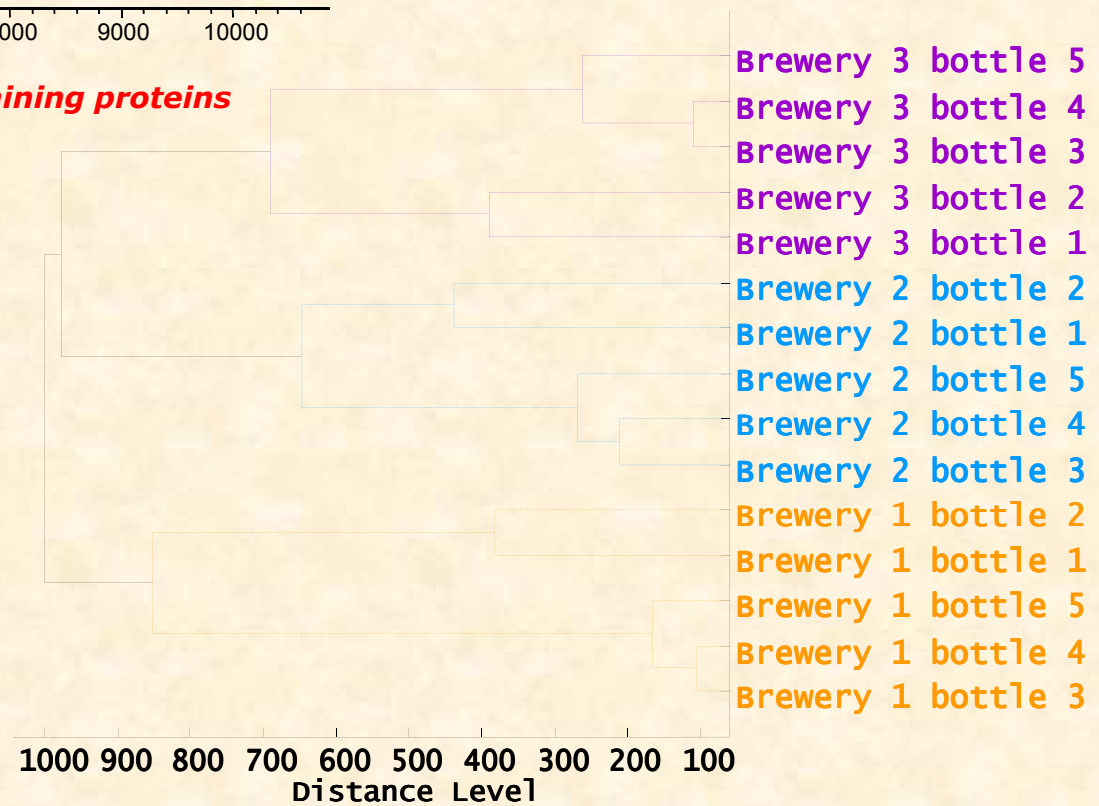 9000 10000
Brewery 3 bottle 5
proteins
Brewery 3 bottle 4
Brewery 3 bottle 3
Brewery 3 bottle 2
Brewery 3 bottle 1
Brewery 2 bottle 2
Brewery 2 bottle 1
Brewery 2 bottle 5
Brewery 2 bottle 4
Brewery 2 bottle 3
Brewery 1 bottle 2
Brewery 1 bottle 1
Brewery 1 bottle 5
Brewery 1 bottle 4
Brewery 1 bottle 3
1000 900 800 700 600 500 400 300 200 100
Distance Level